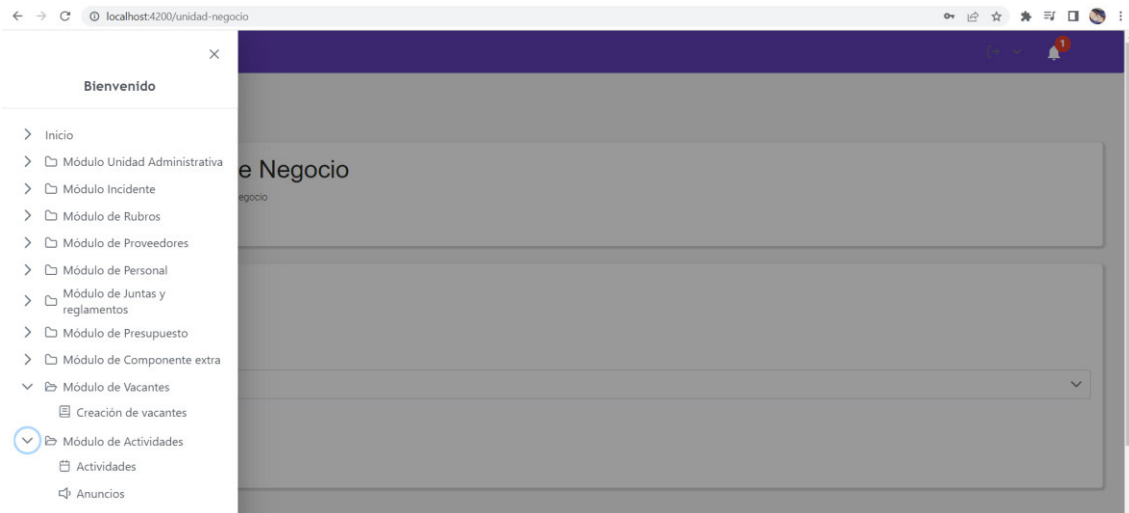 localhost:4200/unidad-negocio
1
Bienvenido
Inicio
Módulo Unidad Administrativa
Módulo Incidente
Módulo de Rubros
Módulo de Proveedores
Módulo de Personal
Módulo de Juntas y
reglamentos
Módulo de Presupuesto
Módulo de Componente extra
Módulo de Vacantes
Creación de vacantes
Módulo de Actividades
Actividades
Anuncios
e Negocio
egocio